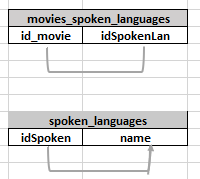 movies_spoken_languages
id_movie idSpokenLan
spoken_languages
idSpoken name